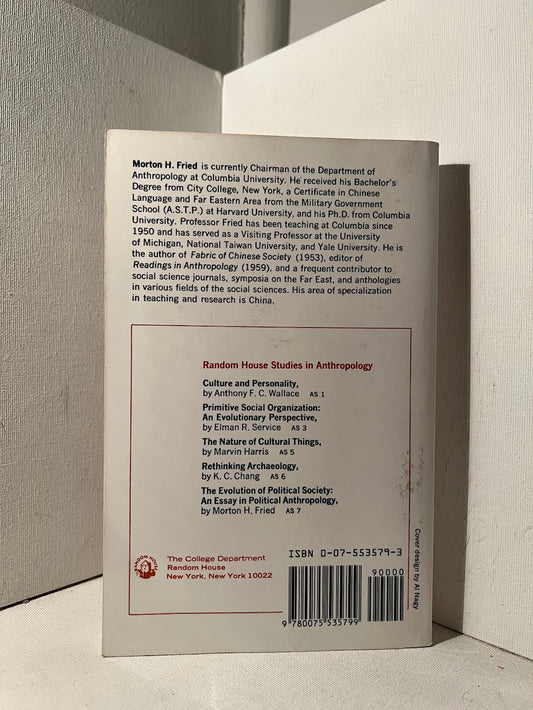 Morton H. Fried is currently Chairman of the Department of
Anthropology at Columbia University. He received his Bachelor's
Degree from City College, New York, a Certificate in Chinese
Language and Far Eastern Area from the Military Government
School (A.S.T.P.) at Harvard University, and his Ph.D. from Columbia
University. Professor Fried has been teaching at Columbia since
1950 and has served as a Visiting Professor at the University
of Michigan, National Taiwan University, and Yale University. He is
the author of Fabric of Chinese Society (1953), editor of
Readings in Anthropology (1959), and a frequent contributor to
social science journals, symposia on the Far East, and anthologies
in various fields of the social sciences. His area of specialization
in teaching and research is China.
Random House Studies in Anthropology
Culture and Personality,
by Anthony F. C. Wallace AS 1
Primitive Social Organization:
An Evolutionary Perspective,
by Elman R. Service AS 3
The Nature of Cultural Things,
by Marvin Harris AS 5
Rethinking Archaeology,
by K. C. Chang AS 6
The Evolution of Political Society:
An Essay in Political Anthropology,
by Morton H. Fried AS 7
RANDOM HOUSE
The College Department
Random House
New York, New York 10022
ISBN 0-07-553579-3
90000
9 780075 535799
Cover design by Al Nagy